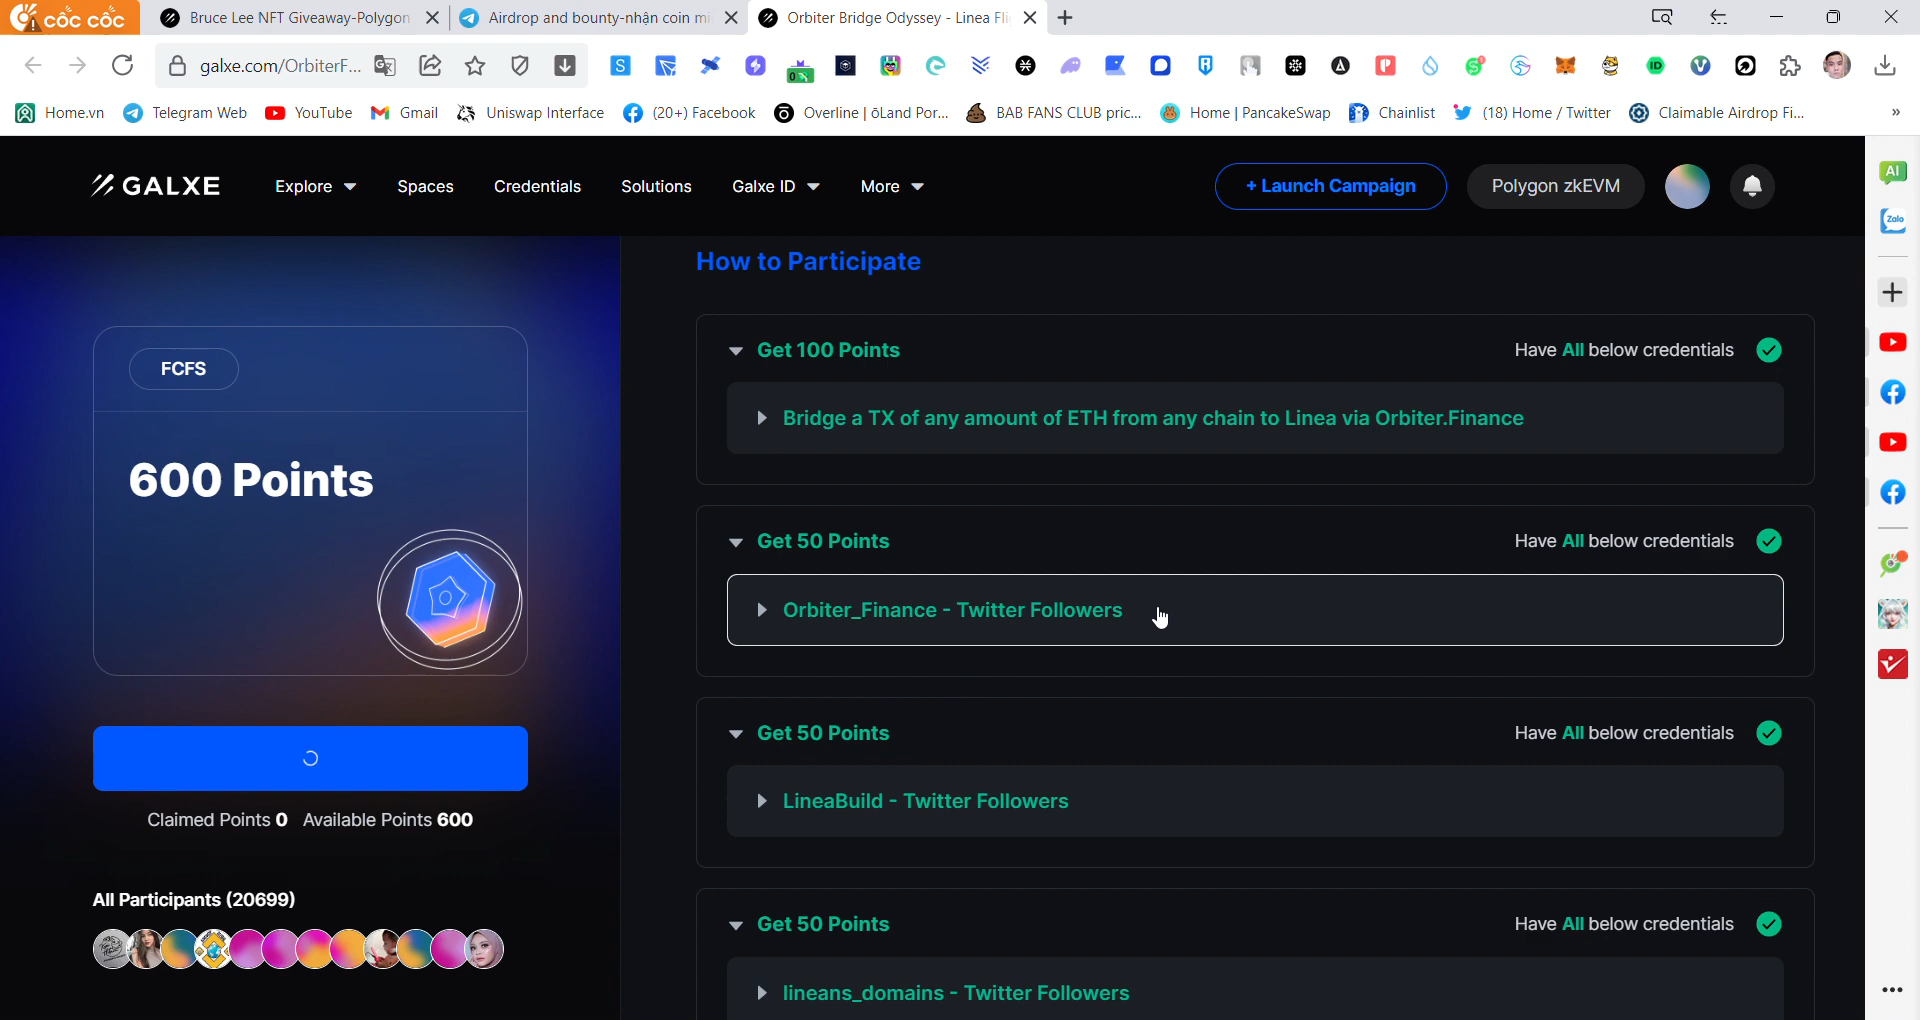 cốc cốc
Bruce Lee NFT Giveaway-Polygon
Airdrop and bounty-nhận coin mi
Orbiter Bridge Odyssey - Linea Fli
galxe.com/OrbiterF...
Home.vn
Telegram Web
YouTube
Gmail
Uniswap Interface
(20+) Facebook
Overline | ōLand Por...
BAB FANS CLUB pric...
Home | PancakeSwap
Chainlist
(18) Home / Twitter
Claimable Airdrop Fi...
»
GALXE
Explore
Spaces
Credentials
Solutions
Galxe ID
More
+ Launch Campaign
Polygon zkEVM
AI
Zalo
FCFS
600 Points
Claimed Points 0 Available Points 600
All Participants (20699)
How to Participate
Get 100 Points
Have All below credentials
Bridge a TX of any amount of ETH from any chain to Linea via Orbiter.Finance
Get 50 Points
Have All below credentials
Orbiter_Finance - Twitter Followers
Get 50 Points
Have All below credentials
LineaBuild - Twitter Followers
Get 50 Points
Have All below credentials
lineans_domains - Twitter Followers